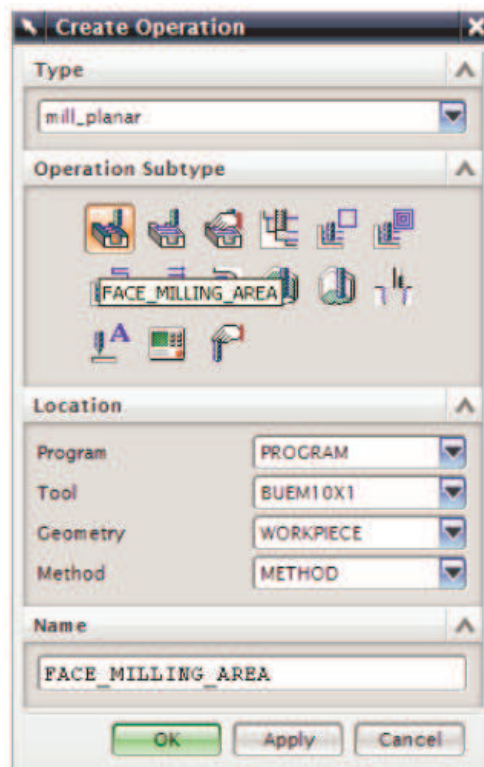 Create Operation
Type
mill_planar
Operation Subtype
FACE_MILLING_AREA
A
Location
Program PROGRAM
Tool BUEM10X1
Geometry WORKPIECE
Method METHOD
Name
FACE_MILLING_AREA
OK Apply Cancel